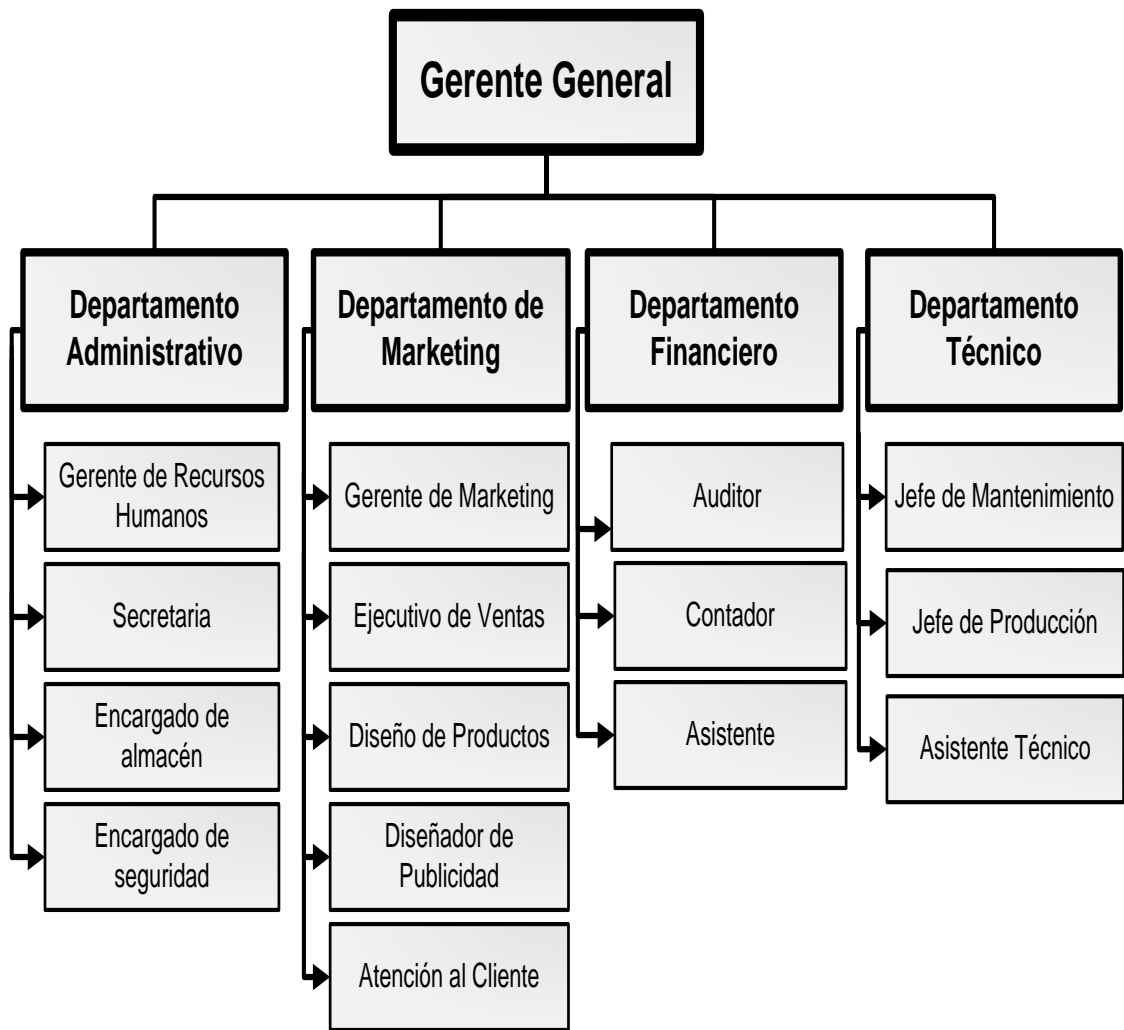 Gerente General
Departamento
Administrativo
Gerente de Recursos
Humanos
Secretaria
Encargado de
almacén
Encargado de
seguridad
Departamento de
Marketing
Gerente de Marketing
Ejecutivo de Ventas
Diseño de Productos
Diseñador de
Publicidad
Atención al Cliente
Departamento
Financiero
Auditor
Contador
Asistente
Departamento
Técnico
Jefe de Mantenimiento
Jefe de Producción
Asistente Técnico